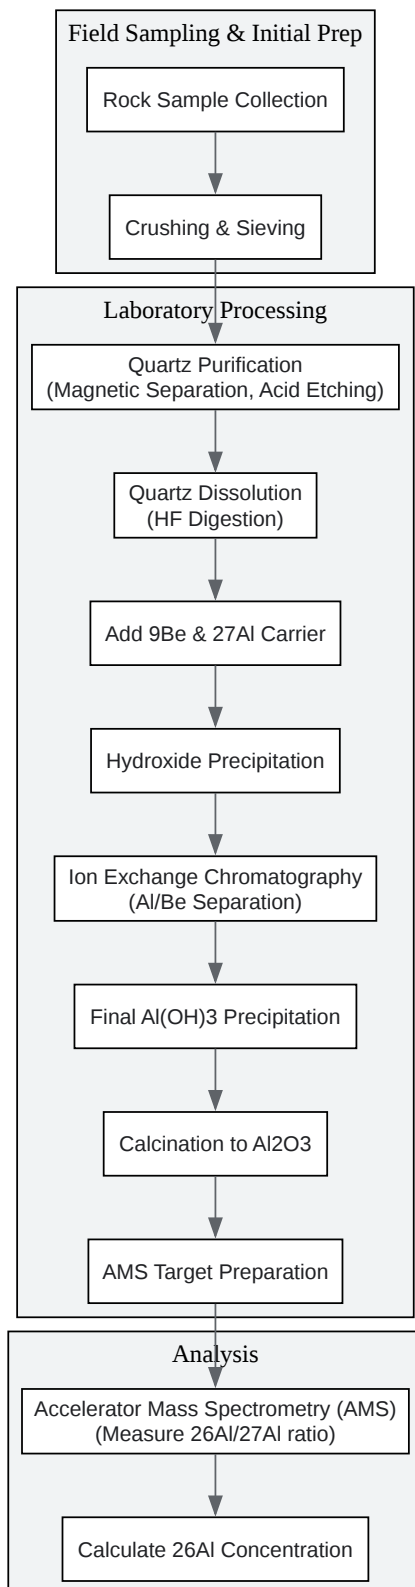 Field Sampling & Initial Prep
Rock Sample Collection
Crushing & Sieving
Laboratory Processing
Quartz Purification
(Magnetic Separation, Acid Etching)
Quartz Dissolution
(HF Digestion)
Add 9Be & 27Al Carrier
Hydroxide Precipitation
Ion Exchange Chromatography
(Al/Be Separation)
Final Al(OH)3 Precipitation
Calcination to Al2O3
AMS Target Preparation
Analysis
Accelerator Mass Spectrometry (AMS)
(Measure 26Al/27Al ratio)
Calculate 26Al Concentration